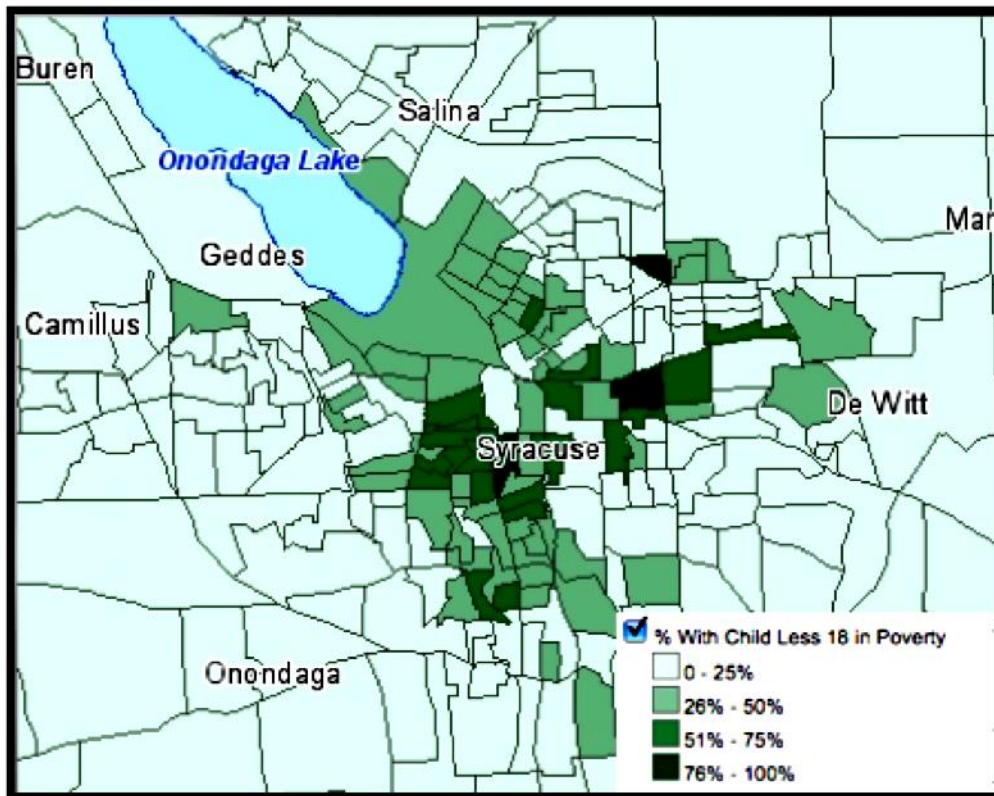 Buren
Salina
Onondaga Lake
Mar
Geddes
Camillus
De Witt
Syracuse
% With Child Less 18 in Poverty
0 - 25%
Onondaga
26% - 50%
51% - 75%
76% - 100%